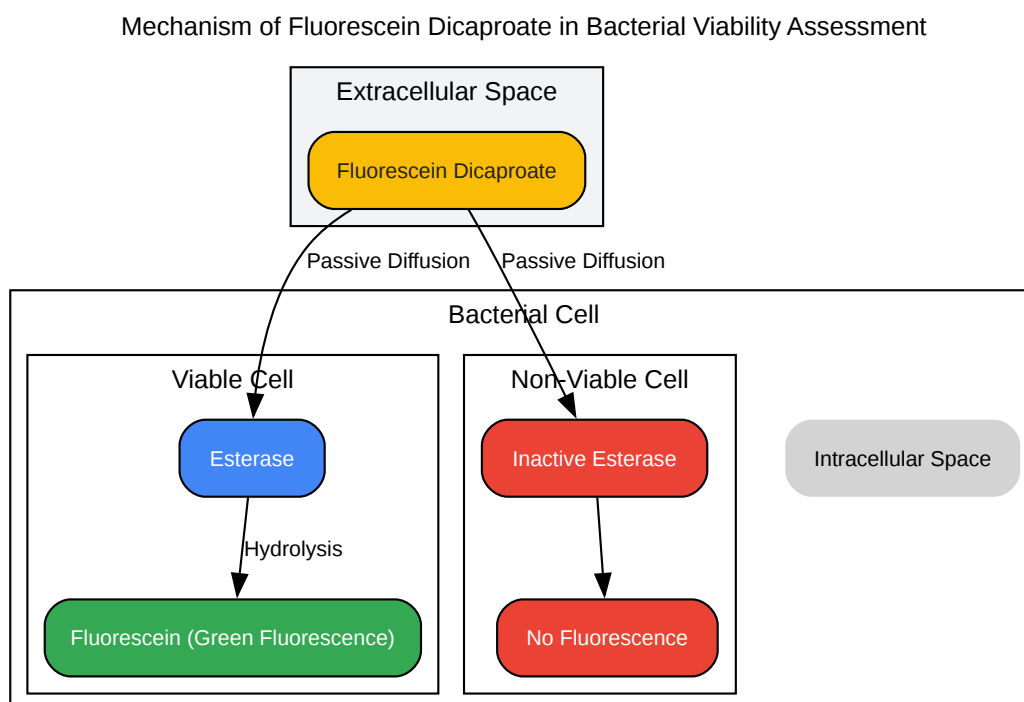 Mechanism of Fluorescein Dicaproate in Bacterial Viability Assessment
Extracellular Space
Fluorescein Dicaproate
Passive Diffusion
Passive Diffusion
Bacterial Cell
Viable Cell
Non-Viable Cell
Esterase
Inactive Esterase
Intracellular Space
Hydrolysis
Fluorescein (Green Fluorescence)
No Fluorescence